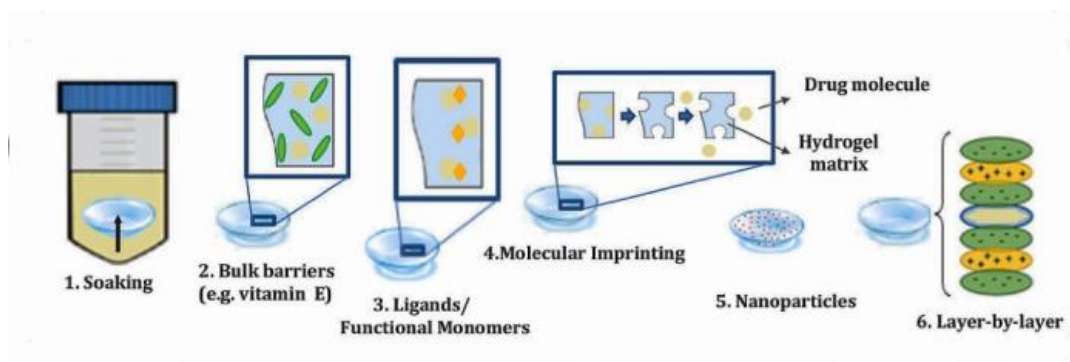 1. Soaking
2. Bulk barriers
(e.g. vitamin E)
3. Ligands/
Functional Monomers
4.Molecular Imprinting
Drug molecule
Hydrogel
matrix
5. Nanoparticles
6. Layer-by-layer